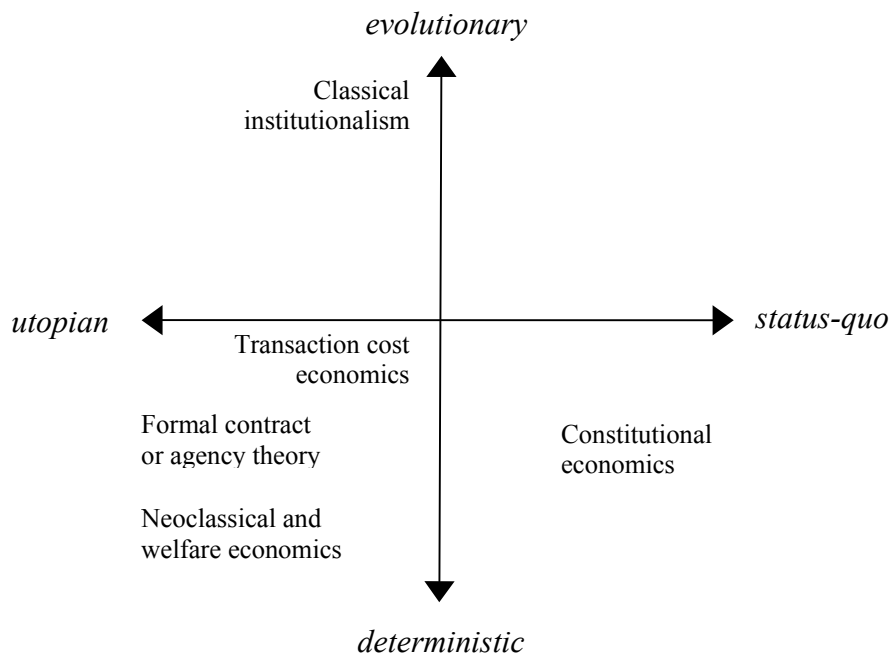 evolutionary
Classical
institutionalism
utopian
status-quo
Transaction cost
economics
Formal contract
or agency theory
Constitutional
economics
Neoclassical and
welfare economics
deterministic